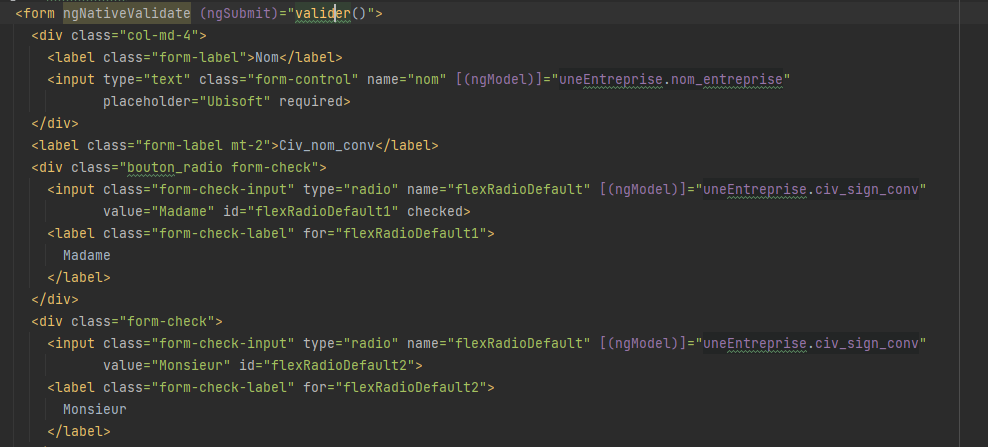 <form ngNativeValidate (ngSubmit)="valider()">
<div class="col-md-4">
<label class="form-label">Nom</label>
<input type="text" class="form-control" name="nom" [(ngModel)]="uneEntreprise.nom_entreprise"
placeholder="Ubisoft" required>
</div>
<label class="form-label mt-2">Civ_nom_conv</label>
<div class="bouton_radio form-check">
<input class="form-check-input" type="radio" name="flexRadioDefault" [(ngModel)]="uneEntreprise.civ_sign_conv"
value="Madame" id="flexRadioDefault1" checked>
<label class="form-check-label" for="flexRadioDefault1">
Madame
</label>
</div>
<div class="form-check">
<input class="form-check-input" type="radio" name="flexRadioDefault" [(ngModel)]="uneEntreprise.civ_sign_conv"
value="Monsieur" id="flexRadioDefault2">
<label class="form-check-label" for="flexRadioDefault2">
Monsieur
</label>